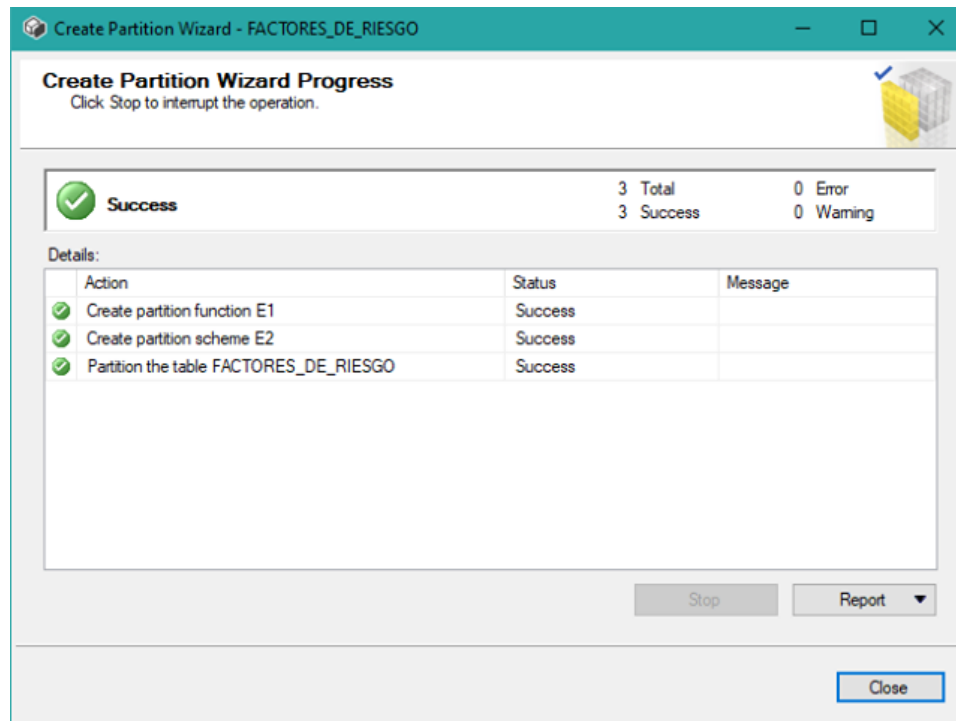 Create Partition Wizard - FACTORES_DE_RIESGO
Create Partition Wizard Progress
Click Stop to interrupt the operation.
Success
3 Total 0 Error
3 Success 0 Warning
Details:
Action Status Message
Create partition function E1 Success
Create partition scheme E2 Success
Partition the table FACTORES_DE_RIESGO Success
Stop Report
Close